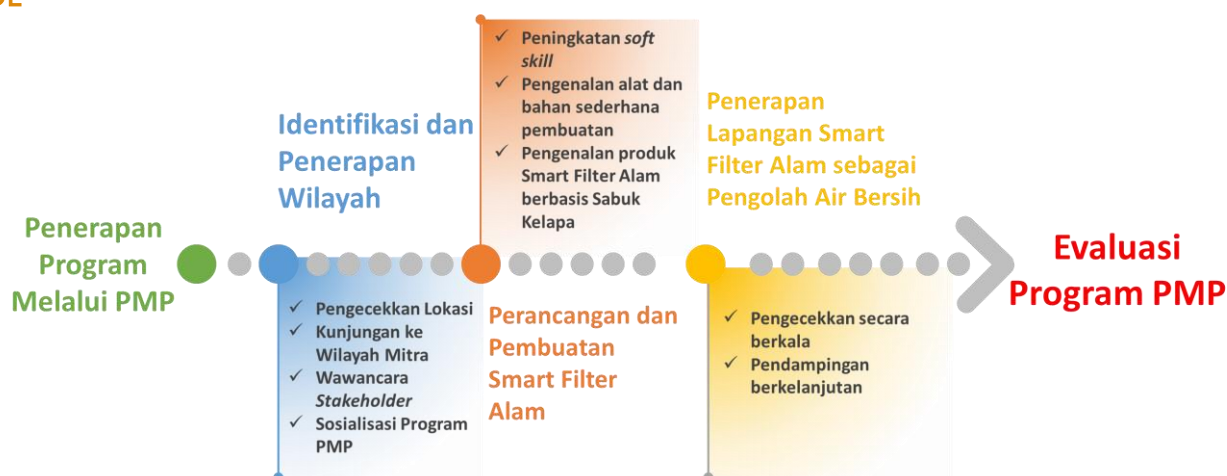 Penerapan
Program
Melalui PMP
Identifikasi dan
Penerapan
Wilayah
✓ Pengecekkan Lokasi
✓ Kunjungan ke
Wilayah Mitra
✓ Wawancara
Stakeholder
✓ Sosialisasi Program
PMP
✓ Peningkatan soft
skill
✓ Pengenalan alat dan
bahan sederhana
pembuatan
✓ Pengenalan produk
Smart Filter Alam
berbasis Sabuk
Kelapa
Perancangan dan
Pembuatan
Smart Filter
Alam
Penerapan
Lapangan Smart
Filter Alam sebagai
Pengolah Air Bersih
✓ Pengecekkan secara
berkala
✓ Pendampingan
berkelanjutan
Evaluasi
Program PMP